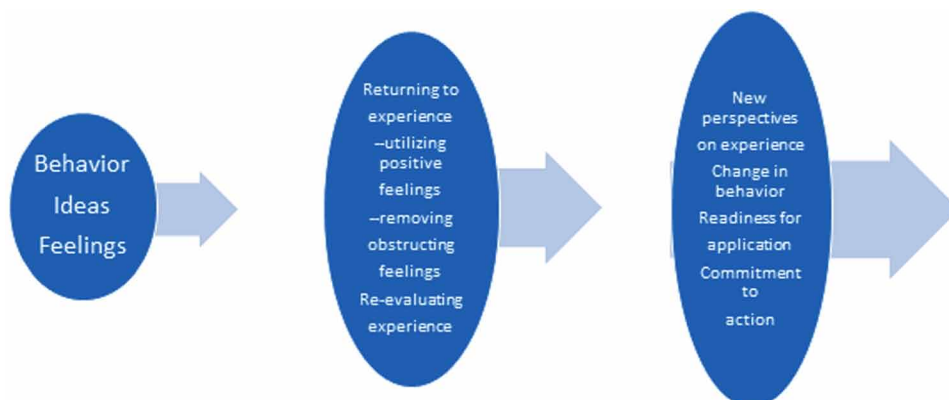 Behavior
Ideas
Feelings
Returning to
experience
--utilizing
positive
feelings
--removing
obstructing
feelings
Re-evaluating
experience
New
perspectives
on experience
Change in
behavior
Readiness for
application
Commitment
to
action